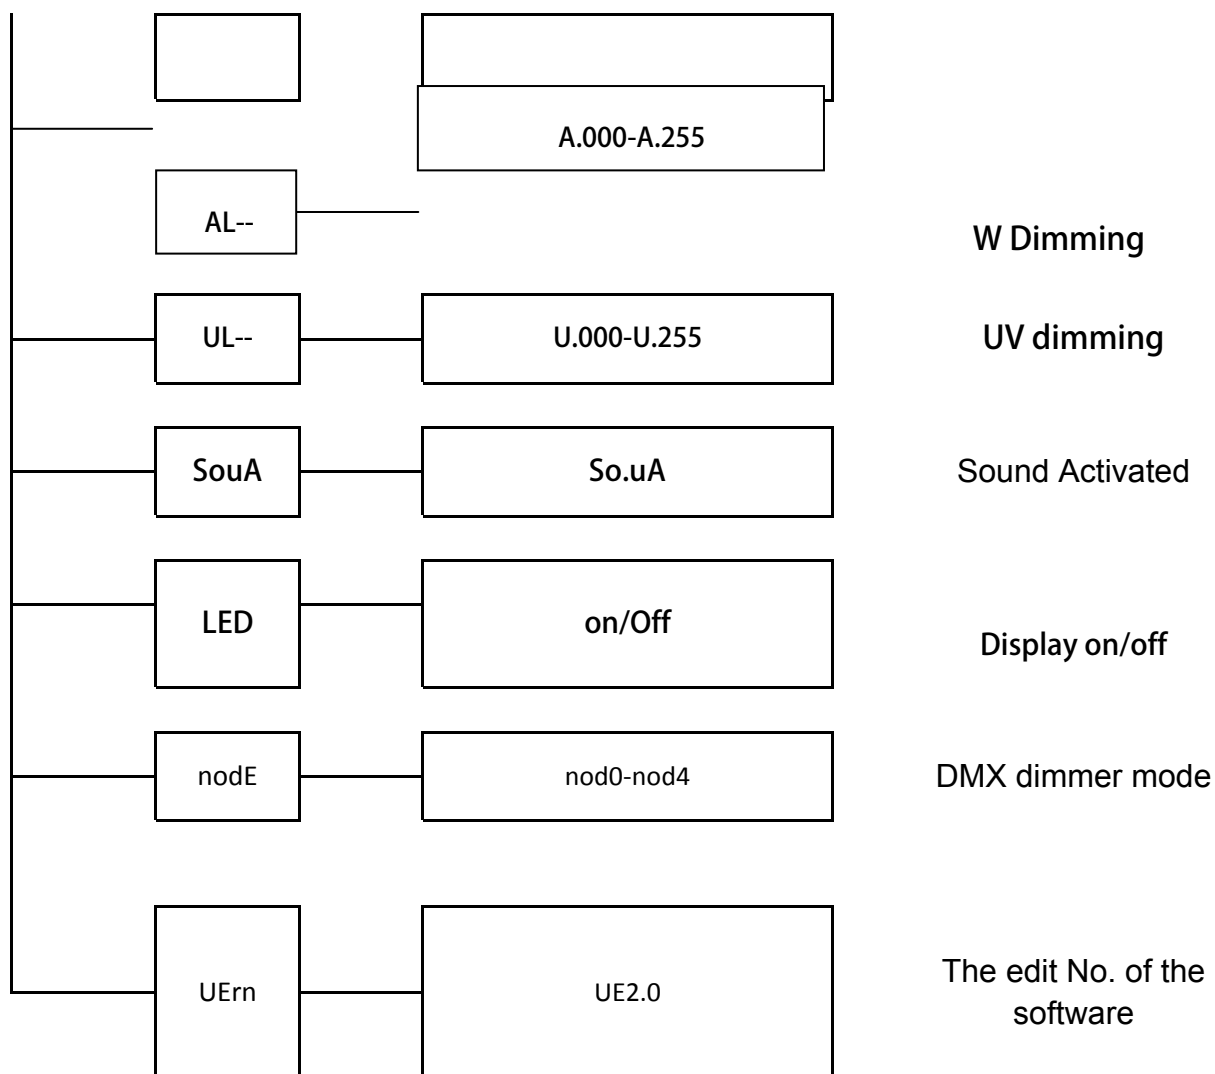 A.000-A.255
AL--
W Dimming
UL--
U.000-U.255
UV dimming
SouA
So.uA
Sound Activated
LED
on/Off
Display on/off
nodE
nod0-nod4
DMX dimmer mode
UErn
UE2.0
The edit No. of the
software